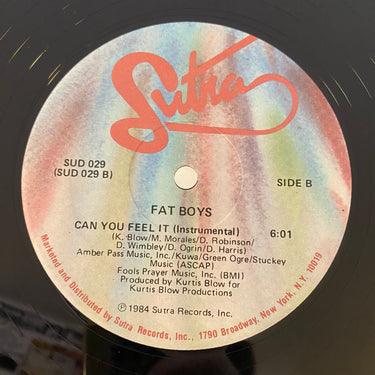 Sutra
SUD 029
(SUD 029 B)
SIDE B
FAT BOYS
CAN YOU FEEL IT (Instrumental) 6:01
(K. Blow/M. Morales/D. Robinson/
D. Wimbley/D. Ogrin/D. Harris)
Amber Pass Music, Inc./Kuwa/Green Ogre/Stuckey
Music (ASCAP)
Fools Prayer Music, Inc. (BMI)
Produced by Kurtis Blow for
Kurtis Blow Productions
℗ 1984 Sutra Records, Inc.
Marketed and Distributed by Sutra Records, Inc., 1790 Broadway, New York, N.Y. 10019